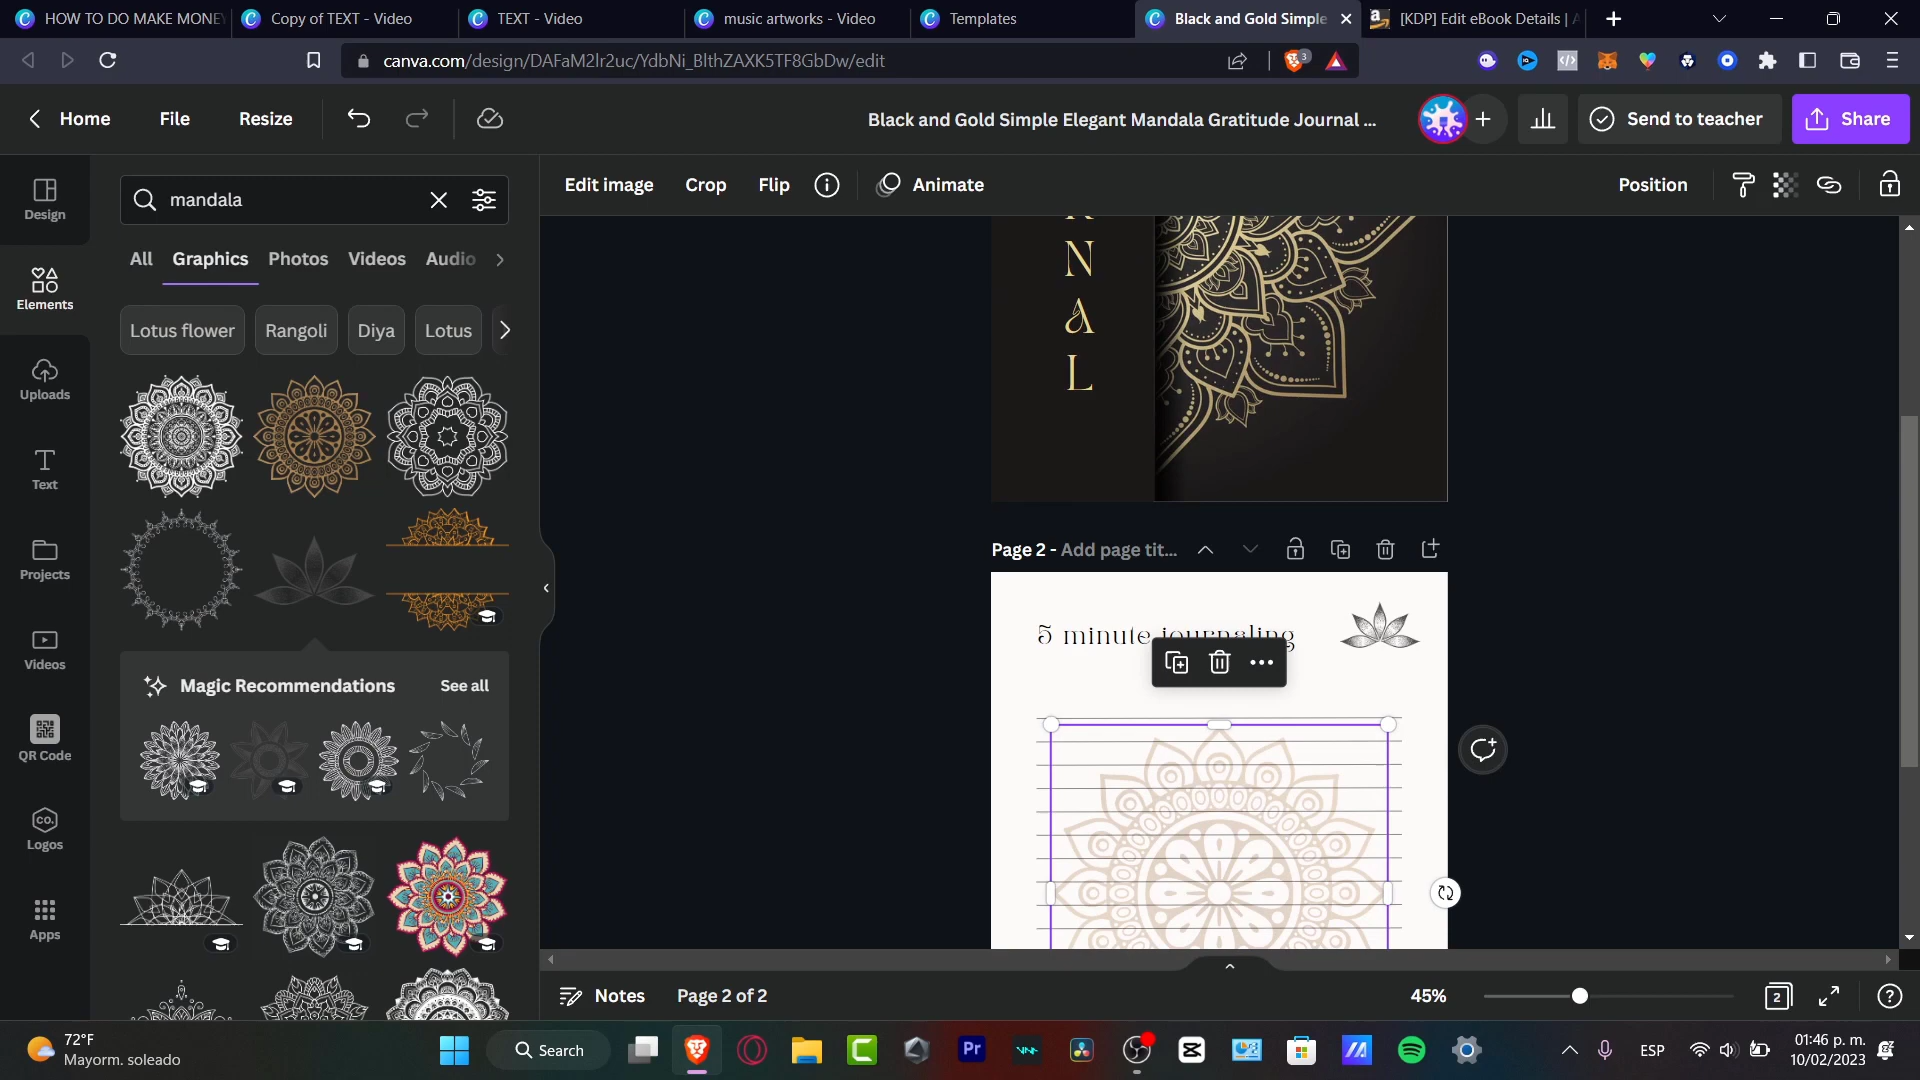 HOW TO DO MAKE MONEY
Copy of TEXT - Video
TEXT - Video
music artworks - Video
Templates
Black and Gold Simple
[KDP] Edit eBook Details |
canva.com/design/DAFaM2lr2uc/YdbNi_BlthZAXK5TF8GbDw/edit
Home
File
Resize
Black and Gold Simple Elegant Mandala Gratitude Journal ...
Send to teacher
Share
Design
mandala
Edit image
Crop
Flip
Animate
Position
All
Graphics
Photos
Videos
Audio
Elements
Lotus flower
Rangoli
Diya
Lotus
N
A
L
Uploads
Text
Projects
Page 2 - Add page tit...
5 minute journaling
Videos
Magic Recommendations
See all
QR Code
CO.
Logos
Apps
Notes
Page 2 of 2
45%
2
72°F
Mayorm. soleado
Search
Pr
ESP
01:46 p. m.
10/02/2023